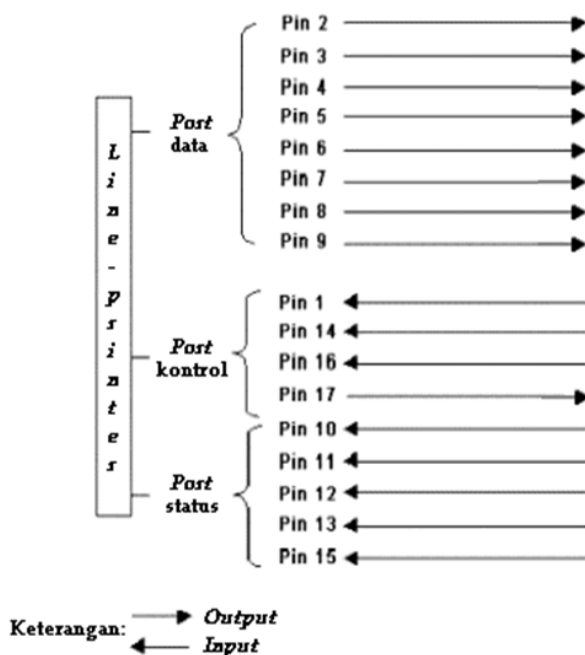 Pin 2
Pin 3
Pin 4
Pin 5
Pin 6
Pin 7
Pin 8
Pin 9
Post
data
Line-psintes
Pin 1
Pin 14
Pin 16
Pin 17
Post
kontrol
Pin 10
Pin 11
Pin 12
Pin 13
Pin 15
Post
status
Keterangan:
Output
Input